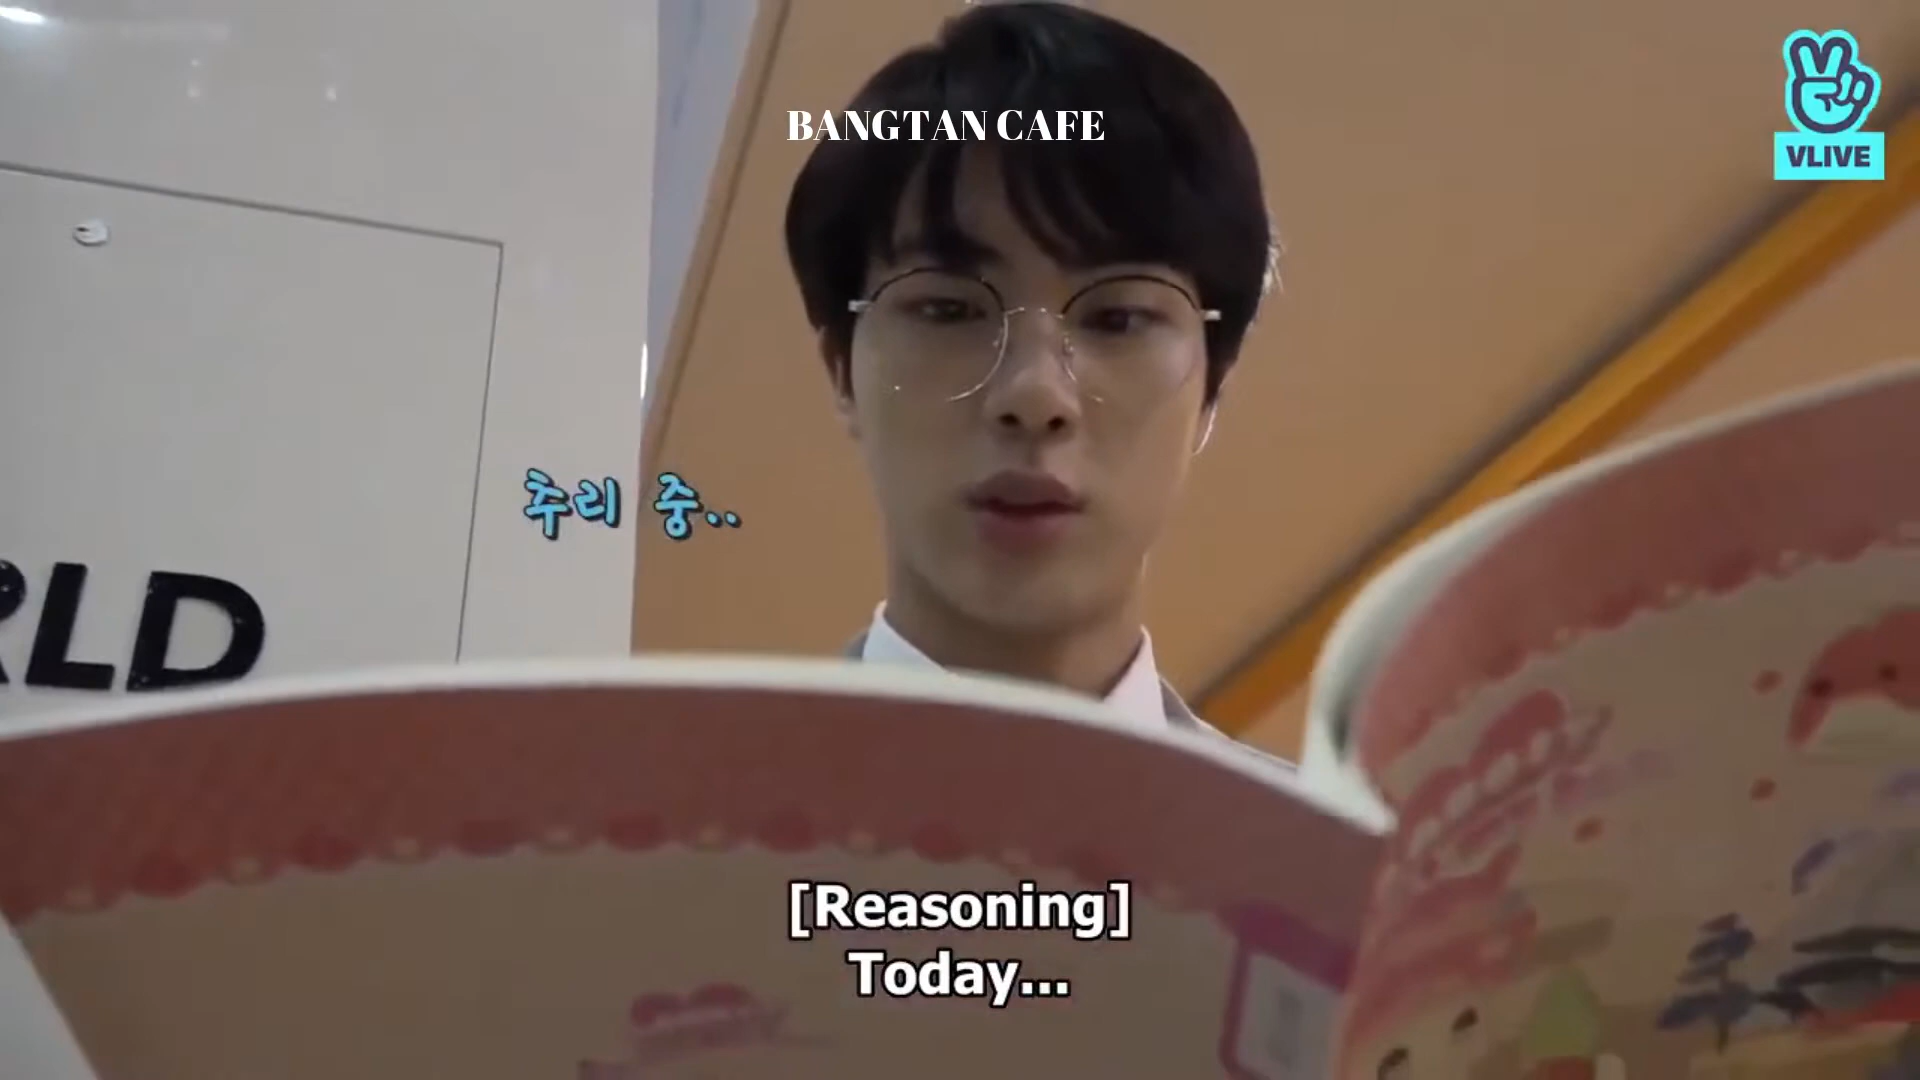 BANGTAN CAFE
VLIVE
추리 중..
RLD
[Reasoning]
Today...